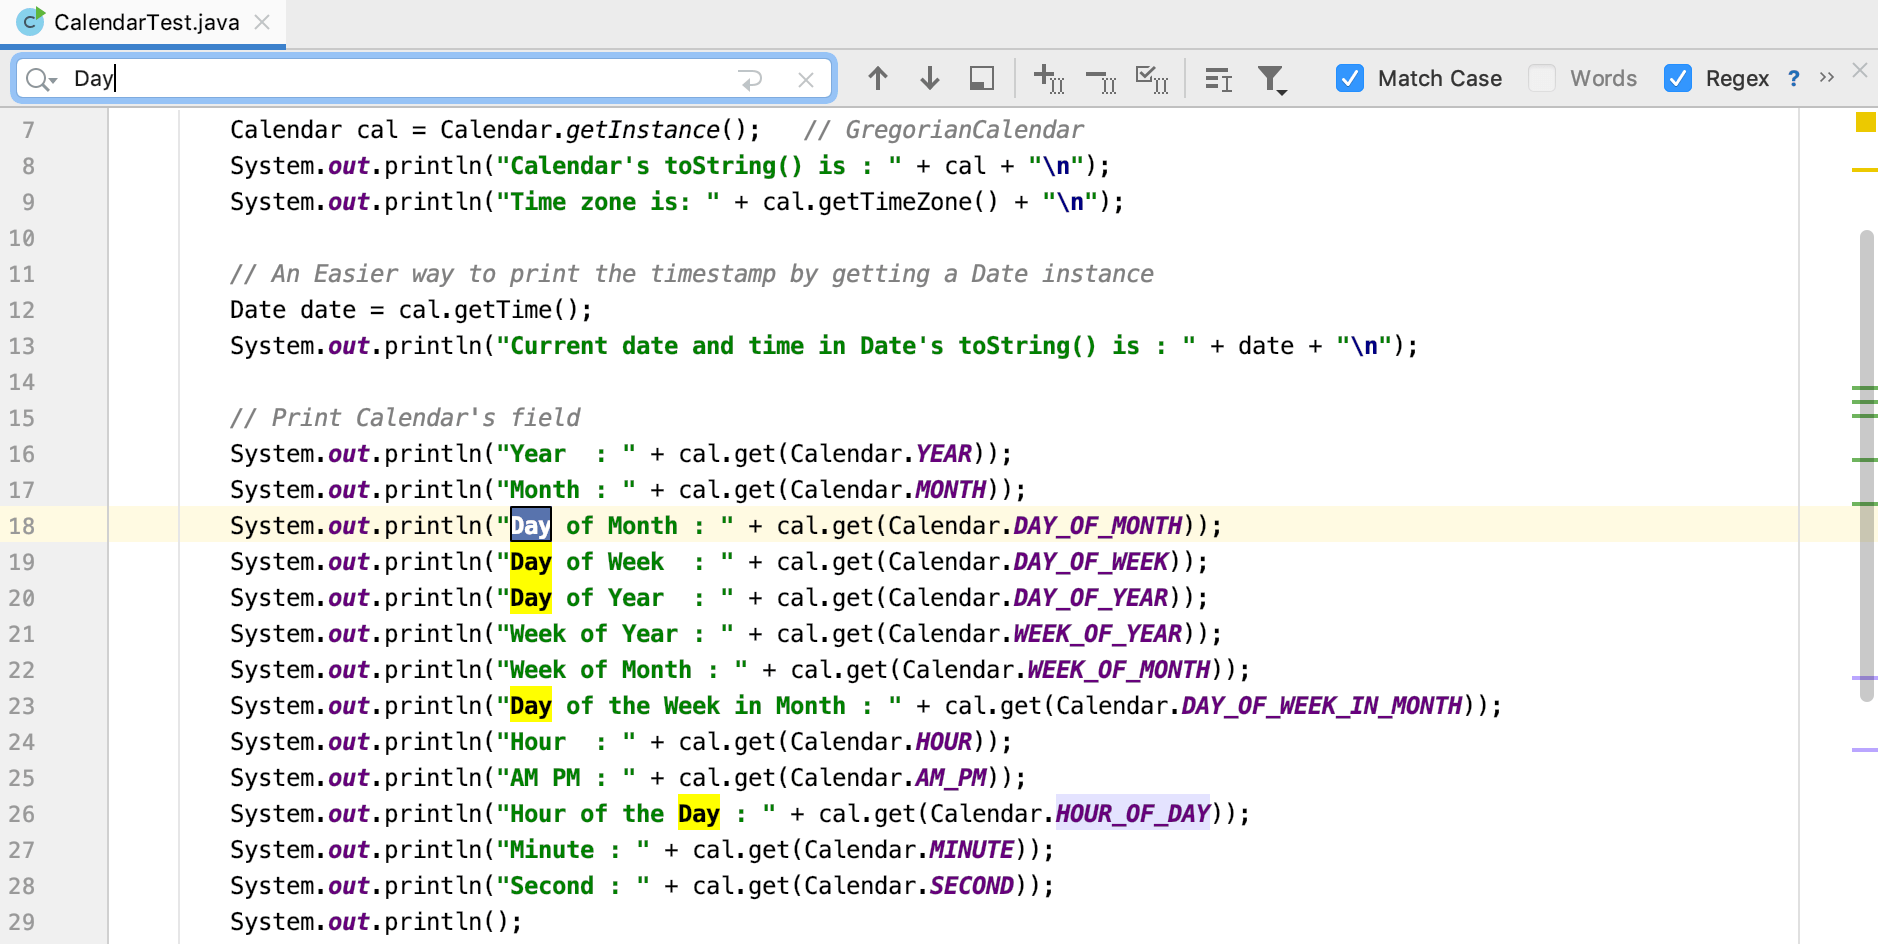 CalendarTest.java
Day Match Case Words Regex ? »
7 Calendar cal = Calendar.getInstance();   // GregorianCalendar
8 System.out.println("Calendar's toString() is : " + cal + "\n");
9 System.out.println("Time zone is: " + cal.getTimeZone() + "\n");
10
11 // An Easier way to print the timestamp by getting a Date instance
12 Date date = cal.getTime();
13 System.out.println("Current date and time in Date's toString() is : " + date + "\n");
14
15 // Print Calendar's field
16 System.out.println("Year  : " + cal.get(Calendar.YEAR));
17 System.out.println("Month : " + cal.get(Calendar.MONTH));
18 System.out.println("Day of Month : " + cal.get(Calendar.DAY_OF_MONTH));
19 System.out.println("Day of Week  : " + cal.get(Calendar.DAY_OF_WEEK));
20 System.out.println("Day of Year  : " + cal.get(Calendar.DAY_OF_YEAR));
21 System.out.println("Week of Year : " + cal.get(Calendar.WEEK_OF_YEAR));
22 System.out.println("Week of Month : " + cal.get(Calendar.WEEK_OF_MONTH));
23 System.out.println("Day of the Week in Month : " + cal.get(Calendar.DAY_OF_WEEK_IN_MONTH));
24 System.out.println("Hour  : " + cal.get(Calendar.HOUR));
25 System.out.println("AM PM : " + cal.get(Calendar.AM_PM));
26 System.out.println("Hour of the Day : " + cal.get(Calendar.HOUR_OF_DAY));
27 System.out.println("Minute : " + cal.get(Calendar.MINUTE));
28 System.out.println("Second : " + cal.get(Calendar.SECOND));
29 System.out.println();